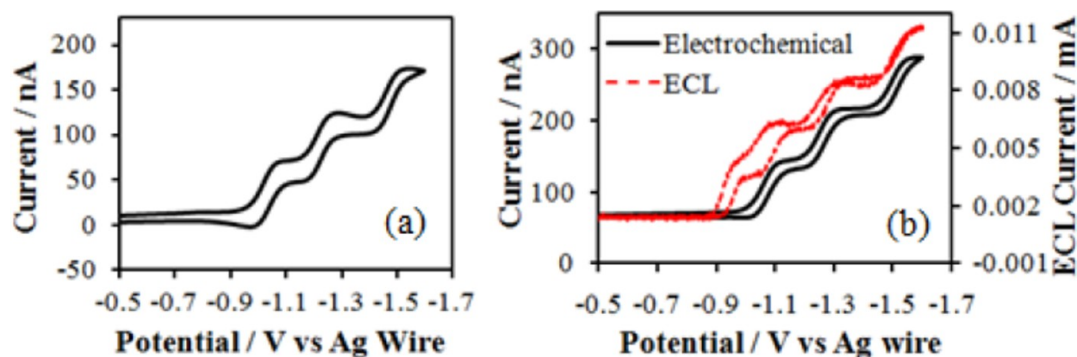 200
150
100
50
0
-50
Current / nA
(a)
-0.5 -0.7 -0.9 -1.1 -1.3 -1.5 -1.7
Potential / V vs Ag Wire
300
200
100
0
Current / nA
Electrochemical
ECL
(b)
0.011
0.008
0.005
0.002
-0.001
ECL Current / mA
-0.5 -0.7 -0.9 -1.1 -1.3 -1.5 -1.7
Potential / V vs Ag wire